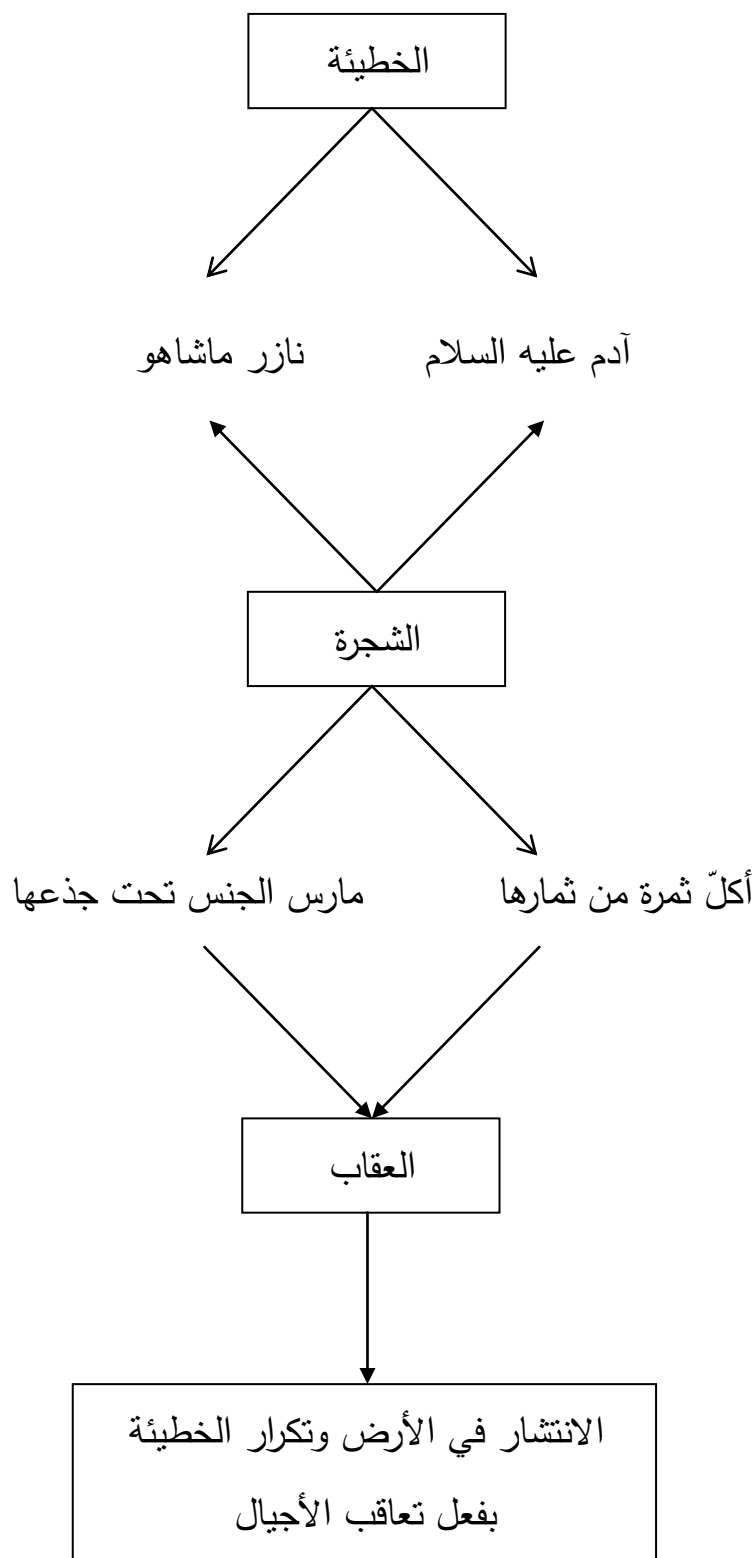 الخطيئة
آدم عليه السلام
نازر ماشاهو
الشجرة
أكلّ ثمرة من ثمارها
مارس الجنس تحت جذعها
العقاب
الانتشار في الأرض وتكرار الخطيئة
بفعل تعاقب الأجيال